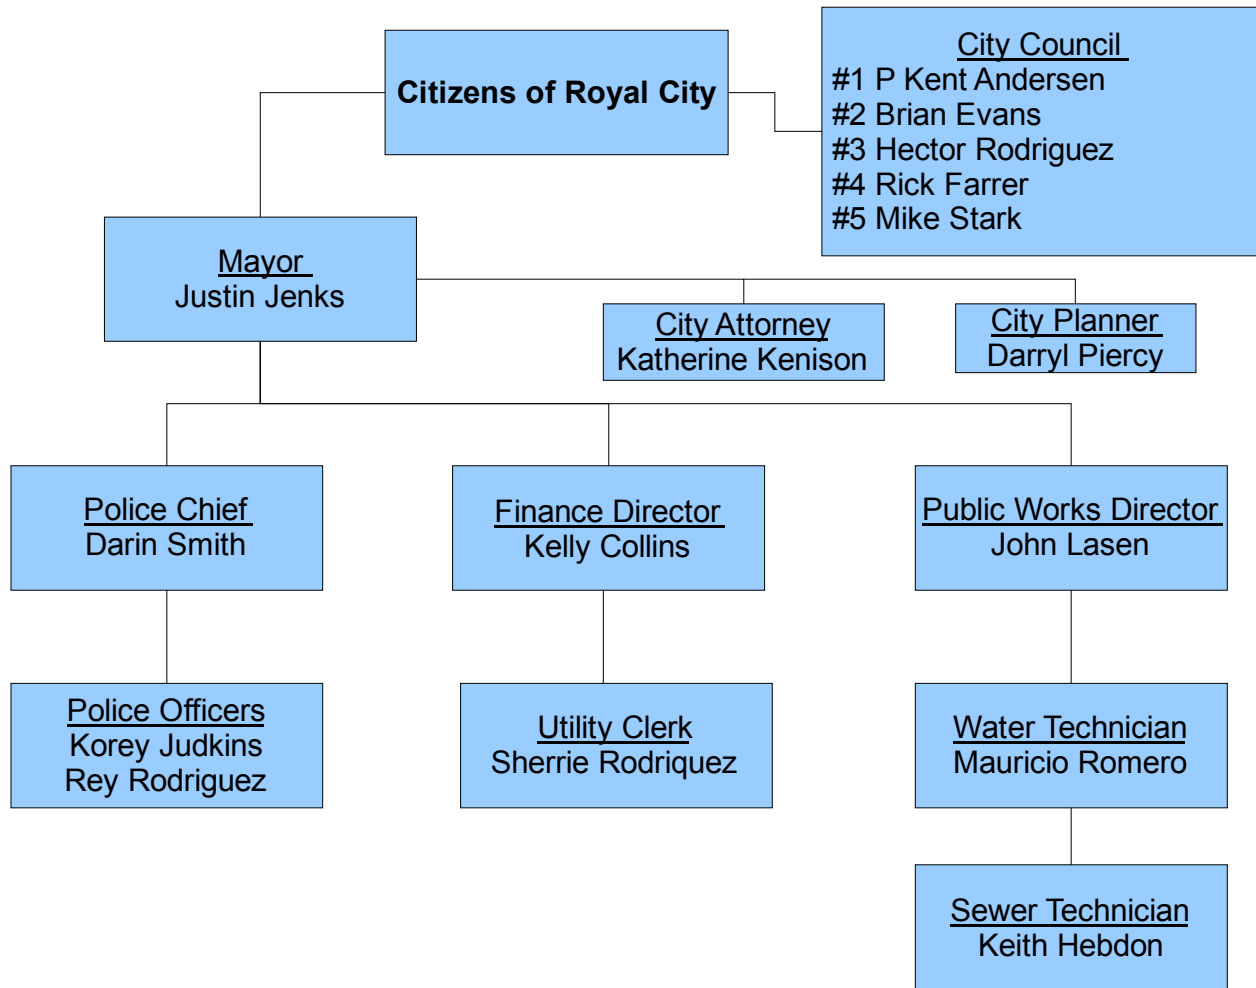 Citizens of Royal City
City Council
#1 P Kent Andersen
#2 Brian Evans
#3 Hector Rodriguez
#4 Rick Farrer
#5 Mike Stark
Mayor
Justin Jenks
City Attorney
Katherine Kenison
City Planner
Darryl Piercy
Police Chief
Darin Smith
Finance Director
Kelly Collins
Public Works Director
John Lasen
Police Officers
Korey Judkins
Rey Rodriguez
Utility Clerk
Sherrie Rodriquez
Water Technician
Mauricio Romero
Sewer Technician
Keith Hebdon